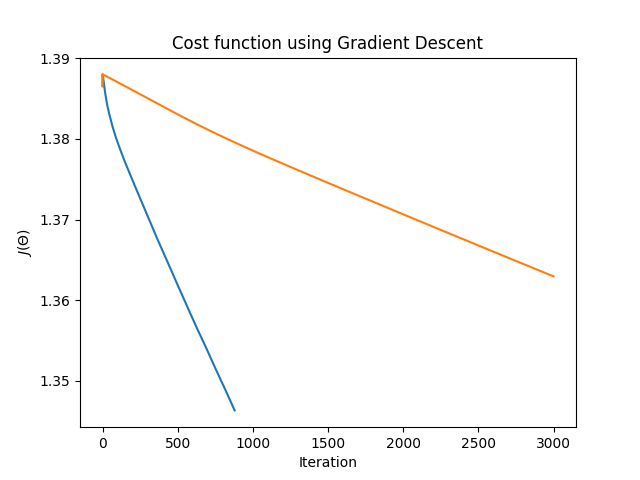 Cost function using Gradient Descent
1.39
1.38
1.37
1.36
1.35
J(Θ)
0 500 1000 1500 2000 2500 3000
Iteration